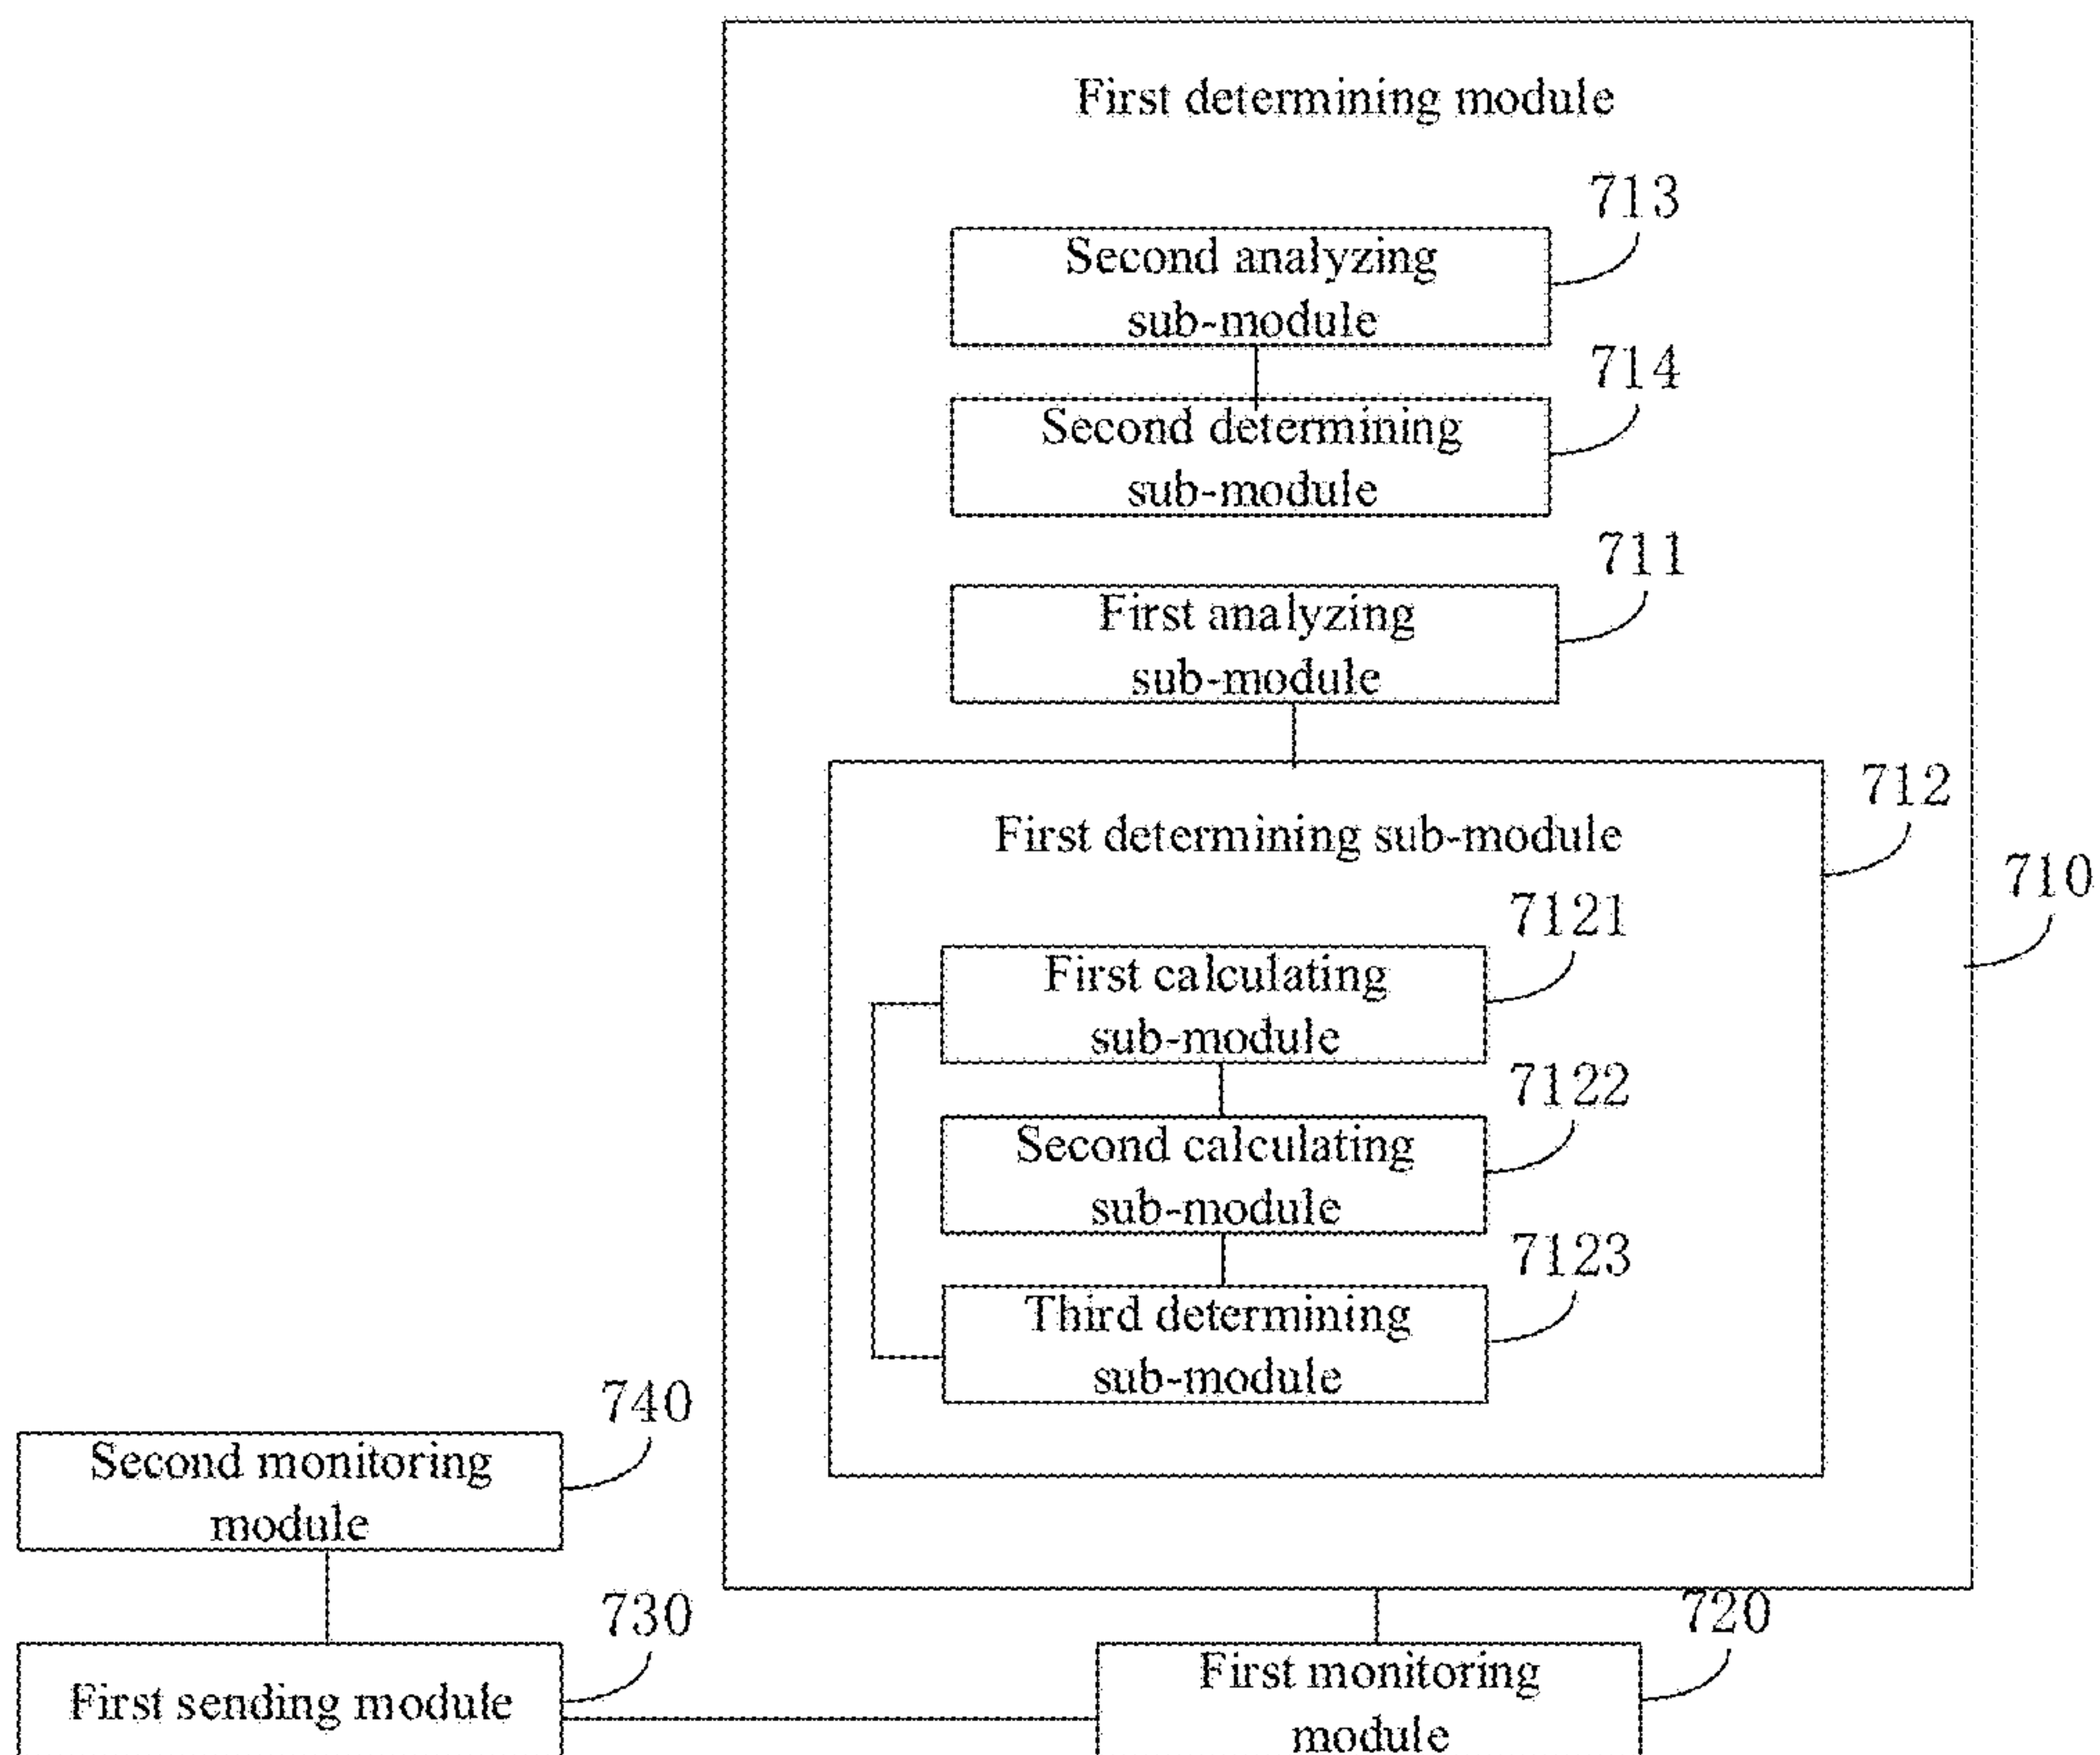 First determining module
713
Second analyzing
sub-module
714
Second determining
sub-module
711
First analyzing
sub-module
712
First determining sub-module
710
7121
First calculating
sub-module
7122
Second calculating
sub-module
7123
Third determining
sub-module
740
Second monitoring
module
730
First sending module
720
First monitoring
module